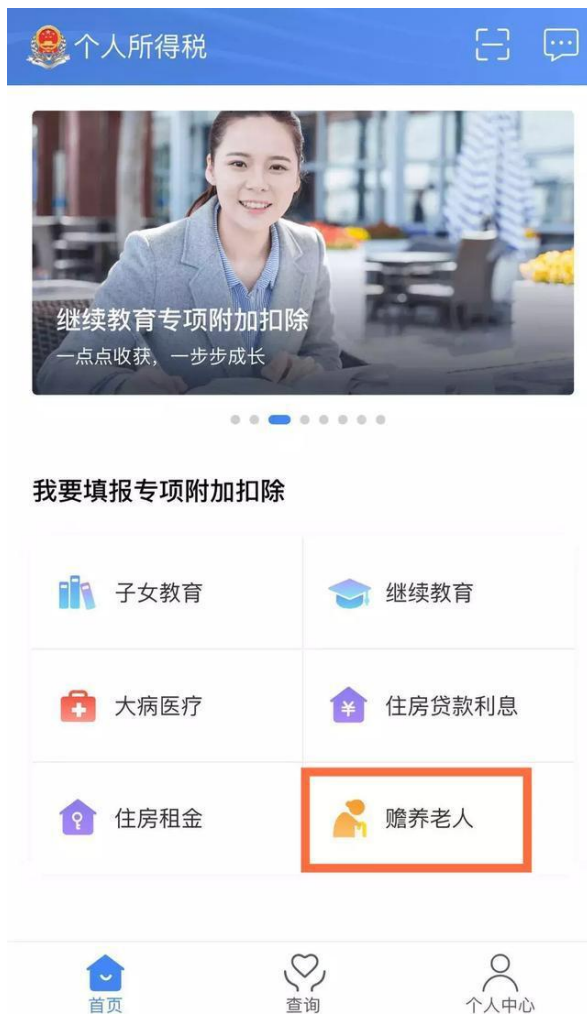 个人所得税
继续教育专项附加扣除
一点点收获，一步步成长
我要填报专项附加扣除
子女教育
继续教育
大病医疗
住房贷款利息
住房租金
赡养老人
首页
查询
个人中心